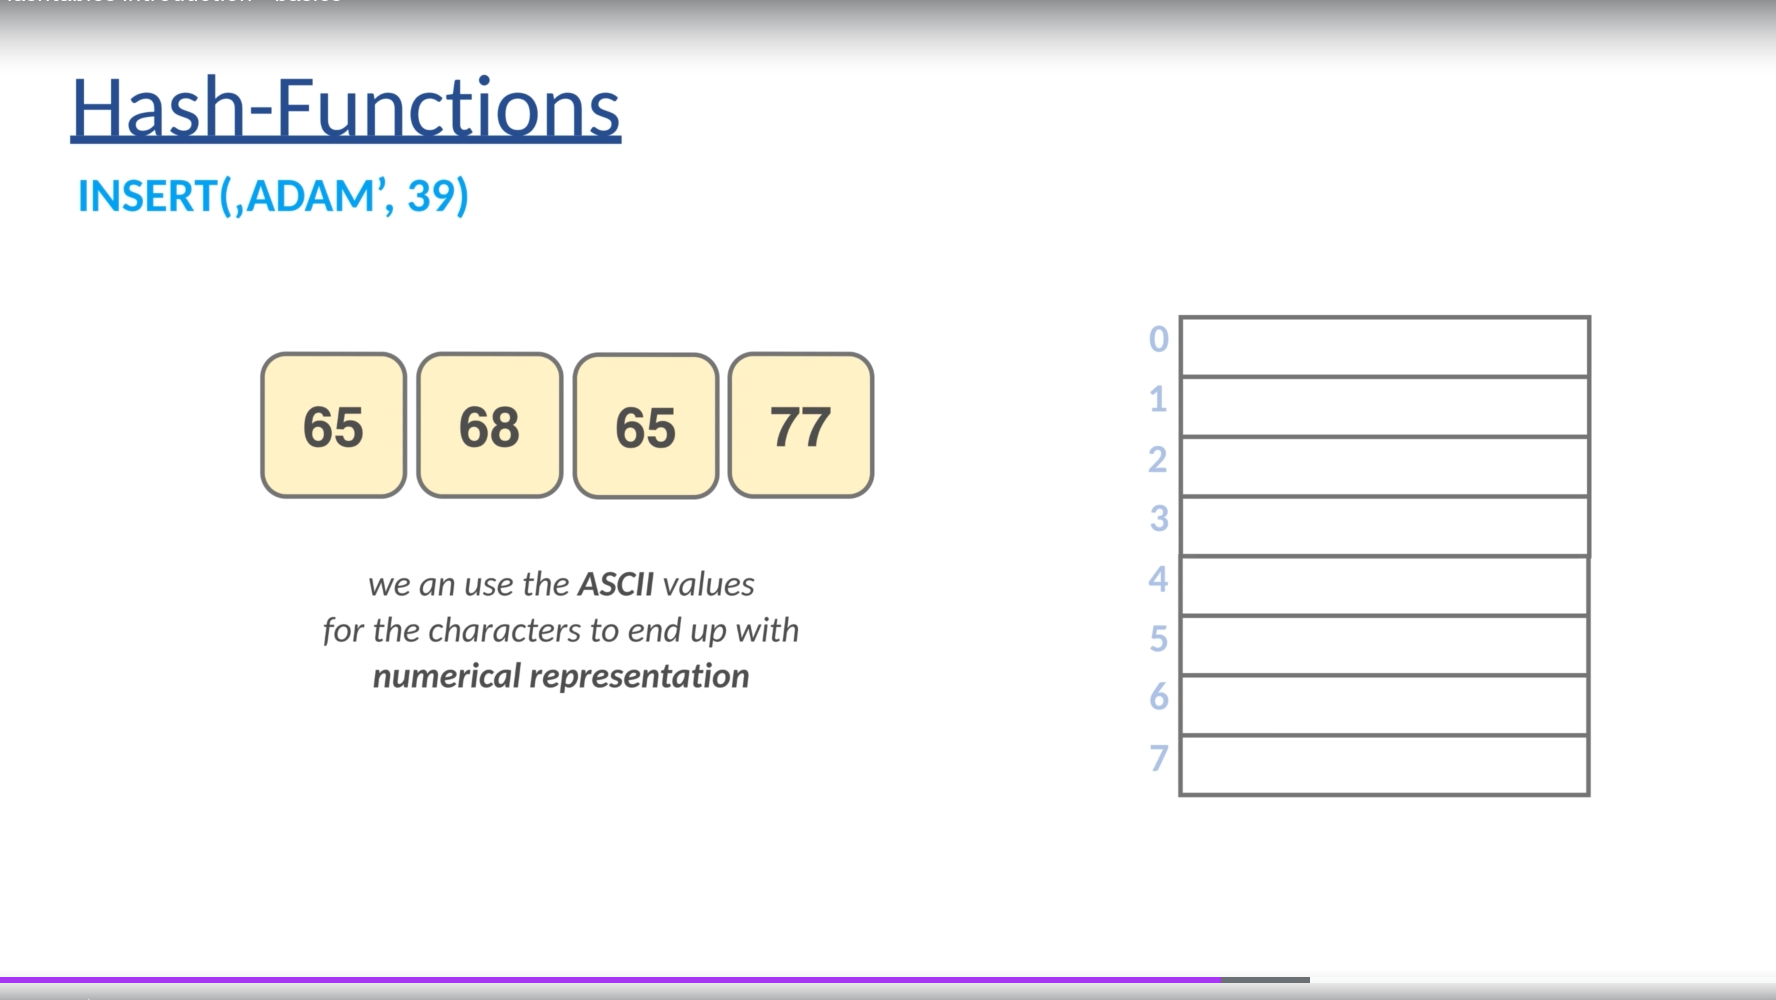 Hash-Functions
INSERT(‚ADAM’, 39)
65 68 65 77
we an use the ASCII values
for the characters to end up with
numerical representation
0
1
2
3
4
5
6
7